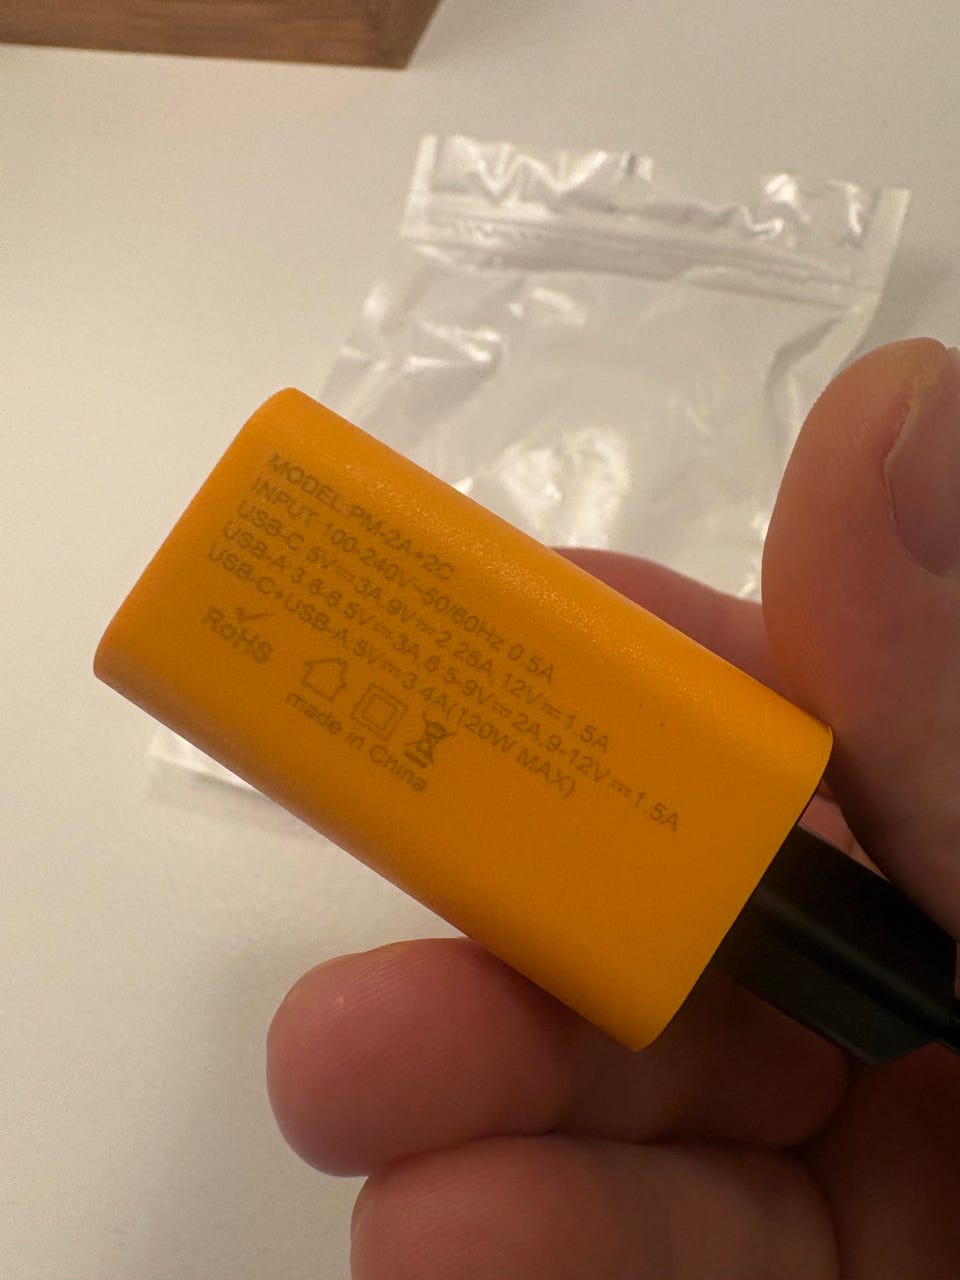 MODEL:PM-2A+2C
INPUT 100-240V~50/60Hz 0.5A
USB-C 5V⎓3A,9V⎓2.25A,12V⎓1.5A
USB-A:3.6-6.5V⎓3A,6.5-9V⎓2A,9-12V⎓1.5A
USB-C+USB-A:5V⎓3.4A(120W MAX)
RoHS
made in China